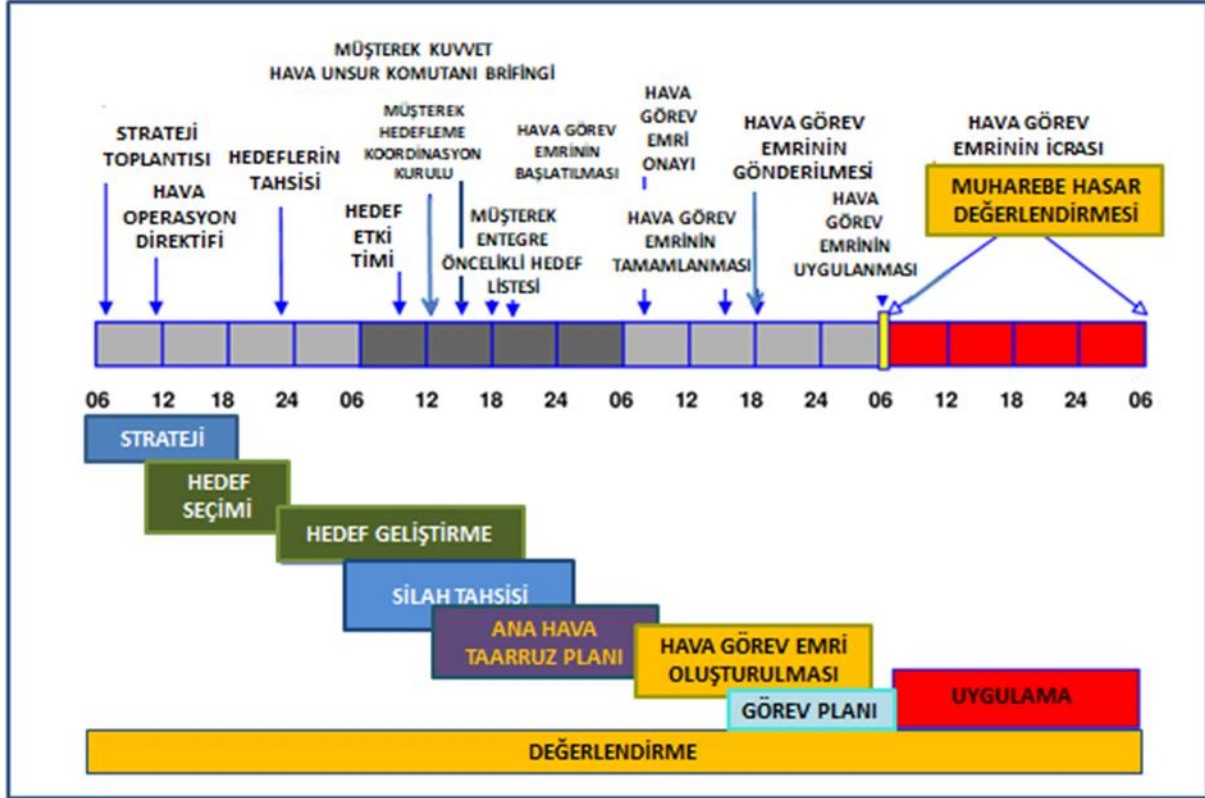 MÜŞTEREK KUVVET
HAVA UNSUR KOMUTANI BRİFİNGİ
STRATEJİ
TOPLANTISI
HAVA
OPERASYON
DİREKTİFİ
HEDEFLERİN
TAHSİSİ
HEDEF
ETKİ
TİMİ
MÜŞTEREK
HEDEFLEME
KOORDİNASYON
KURULU
MÜŞTEREK
ENTEGRE
ÖNCELİKLİ HEDEF
LİSTESİ
HAVA GÖREV
EMRİNİN
BAŞLATILMASI
HAVA
GÖREV
EMRİ
ONAYI
HAVA GÖREV
EMRİNİN
TAMAMLANMASI
HAVA GÖREV
EMRİNİN
GÖNDERİLMESİ
HAVA
GÖREV
EMRİNİN
UYGULANMASI
HAVA GÖREV
EMRİNİN İCRASI
MUHAREBE HASAR
DEĞERLENDİRMESİ
06 12 18 24 06 12 18 24 06 12 18 24 06 12 18 24 06
STRATEJİ
HEDEF
SEÇİMİ
HEDEF GELİŞTİRME
SİLAH TAHSİSİ
ANA HAVA
TAARRUZ PLANI
HAVA GÖREV EMRİ
OLUŞTURULMASI
GÖREV PLANI
UYGULAMA
DEĞERLENDİRME